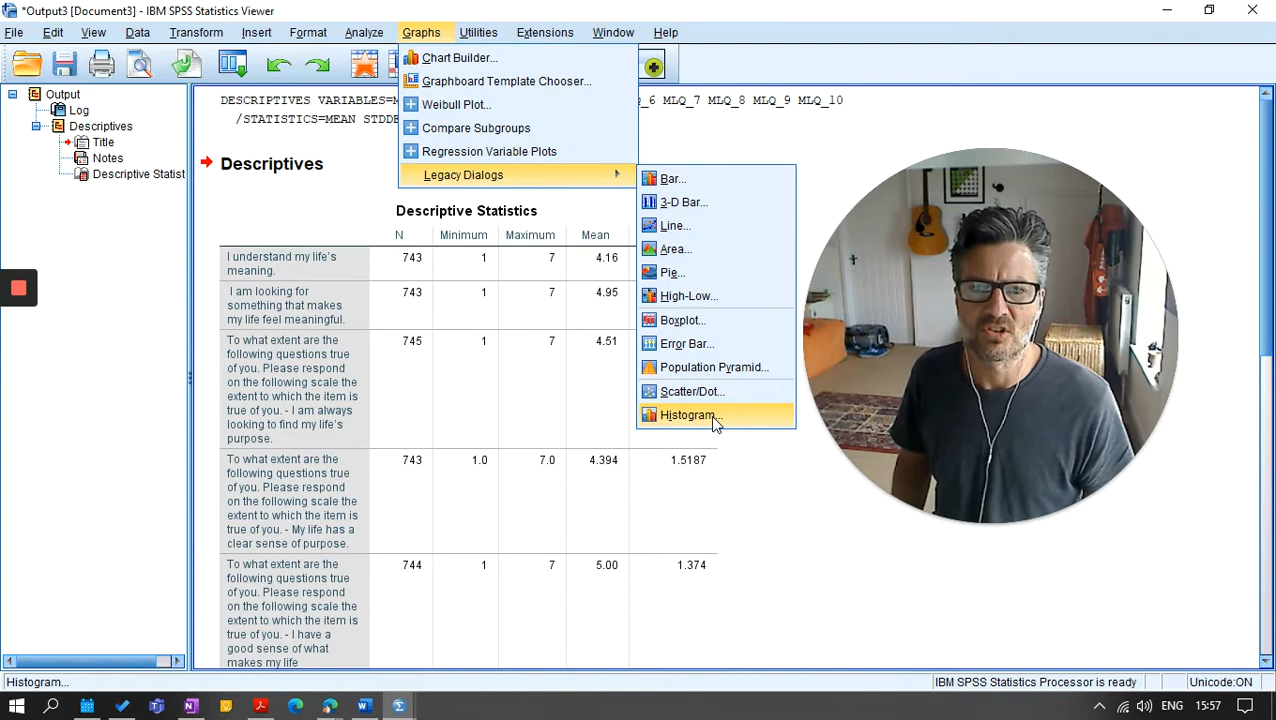 *Output3 [Document3] - IBM SPSS Statistics Viewer
File Edit View Data Transform Insert Format Analyze Graphs Utilities Extensions Window Help
Chart Builder...
Graphboard Template Chooser...
Weibull Plot...
Compare Subgroups
Regression Variable Plots
Legacy Dialogs
Bar...
3-D Bar...
Line...
Area...
Pie...
High-Low...
Boxplot...
Error Bar...
Population Pyramid...
Scatter/Dot...
Histogram...
Output
Log
Descriptives
Title
Notes
Descriptive Statist
DESCRIPTIVES VARIABLES=M _6 MLQ_7 MLQ_8 MLQ_9 MLQ_10
/STATISTICS=MEAN STDDE
Descriptives
Descriptive Statistics
N Minimum Maximum Mean
I understand my life's 743 1 7 4.16
meaning.
I am looking for 743 1 7 4.95
something that makes
my life feel meaningful.
To what extent are the 745 1 7 4.51
following questions true
of you. Please respond
on the following scale the
extent to which the item is
true of you. - I am always
looking to find my life's
purpose.
To what extent are the 743 1.0 7.0 4.394 1.5187
following questions true
of you. Please respond
on the following scale the
extent to which the item is
true of you. - My life has a
clear sense of purpose.
To what extent are the 744 1 7 5.00 1.374
following questions true
of you. Please respond
on the following scale the
extent to which the item is
true of you. - I have a
good sense of what
makes my life
Histogram... IBM SPSS Statistics Processor is ready Unicode:ON
ENG 15:57